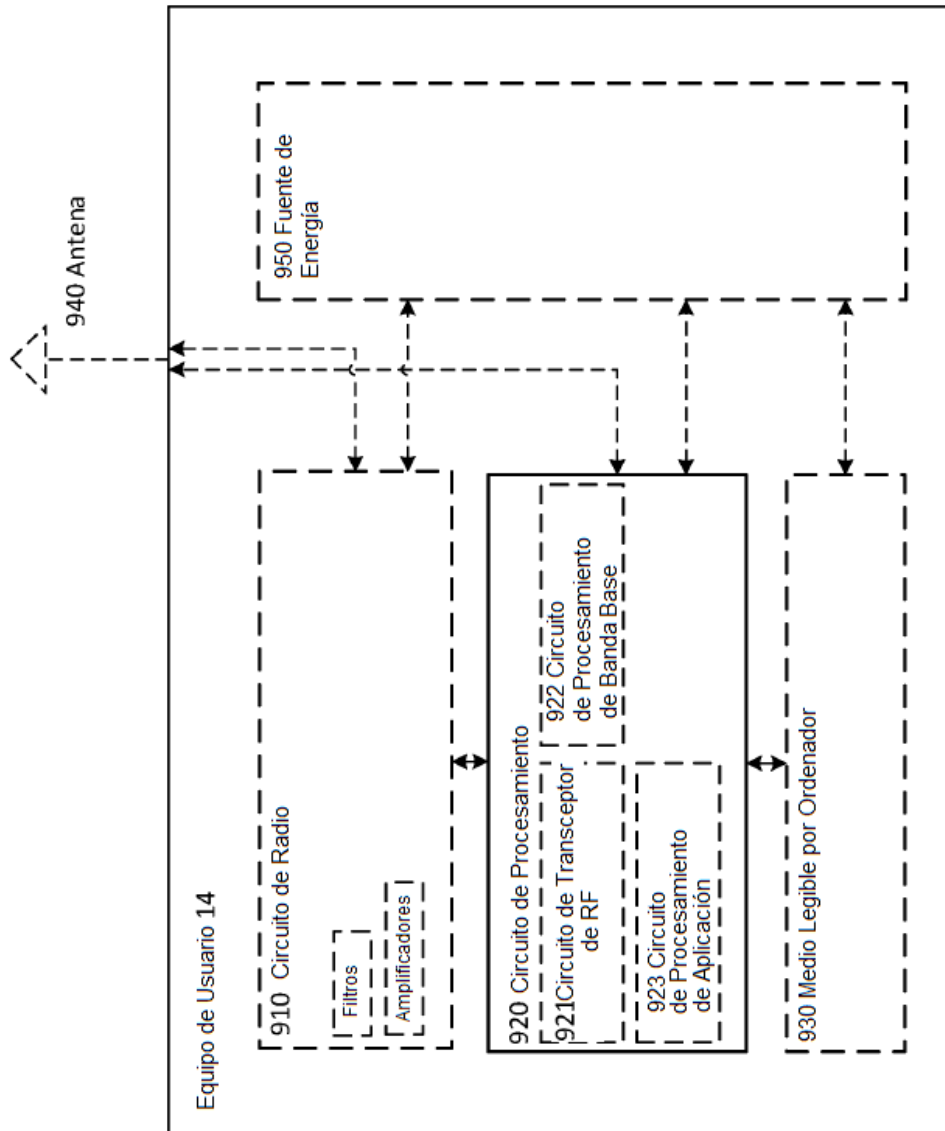 Equipo de Usuario 14
940 Antena
910 Circuito de Radio
Filtros
Amplificadores
920 Circuito de Procesamiento
921Circuito de Transceptor
de RF
922 Circuito
de Procesamiento
de Banda Base
923 Circuito
de Procesamiento
de Aplicación
930 Medio Legible por Ordenador
950 Fuente de
Energía